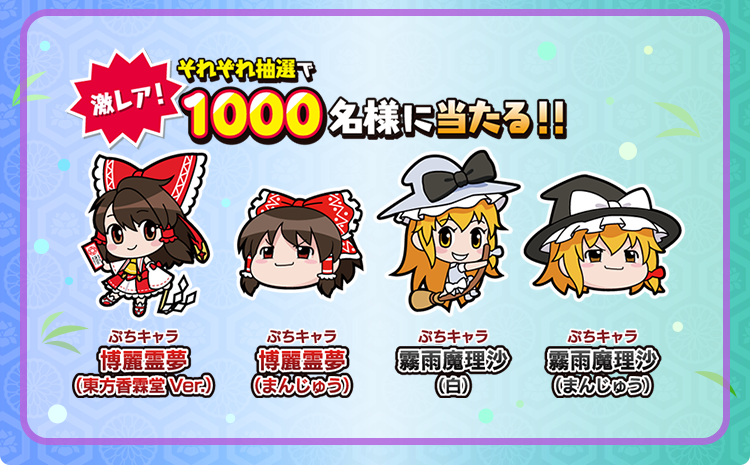 激レア!
それぞれ抽選で
1000名様に当たる!!
ぷちキャラ
博麗霊夢
(東方香霖堂 Ver.)
ぷちキャラ
博麗霊夢
(まんじゅう)
ぷちキャラ
霧雨魔理沙
(白)
ぷちキャラ
霧雨魔理沙
(まんじゅう)